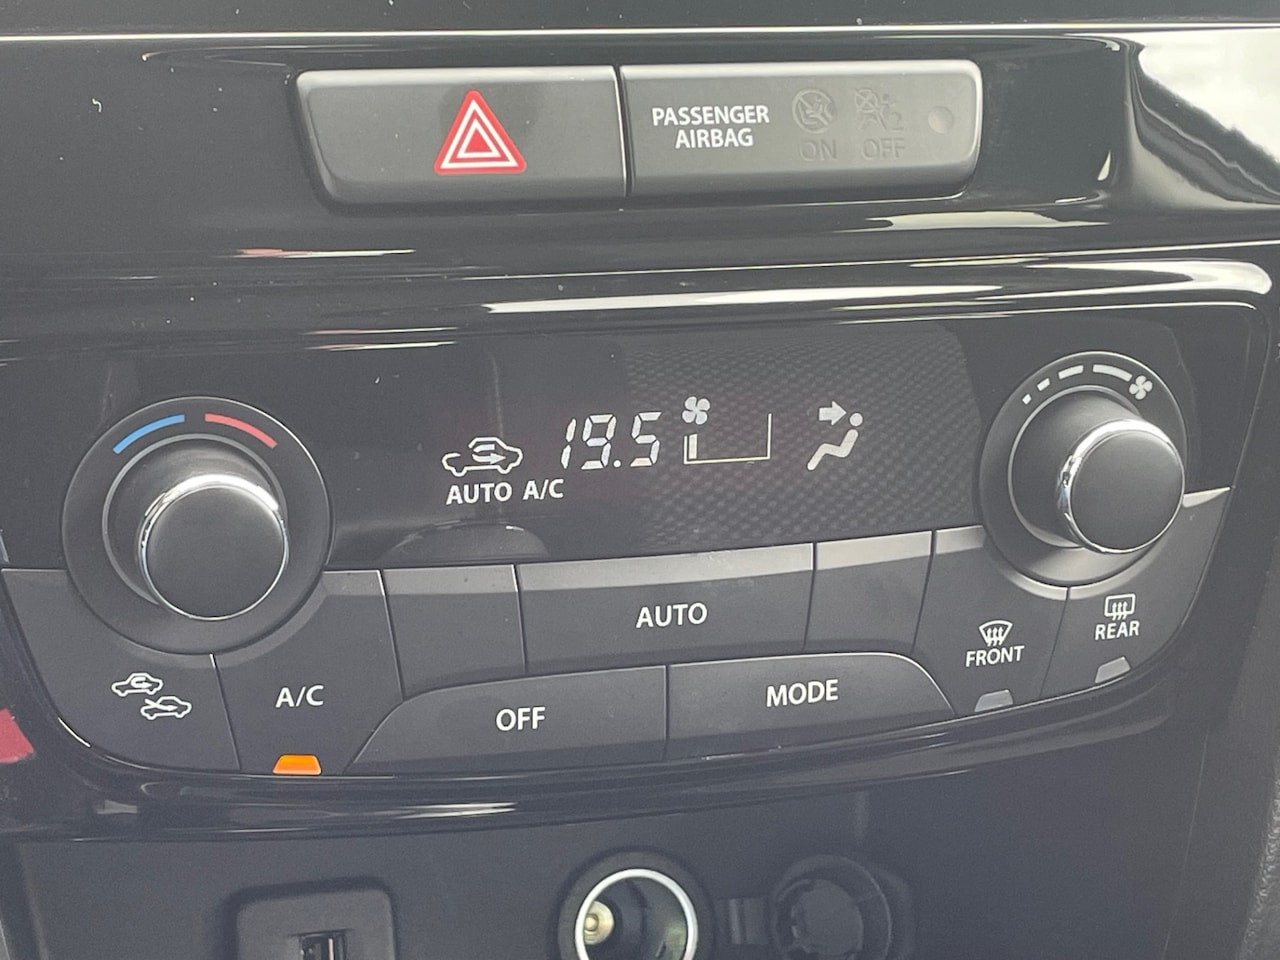 PASSENGER
AIRBAG
ON OFF
19.5
AUTO A/C
AUTO
A/C
OFF
MODE
FRONT
REAR